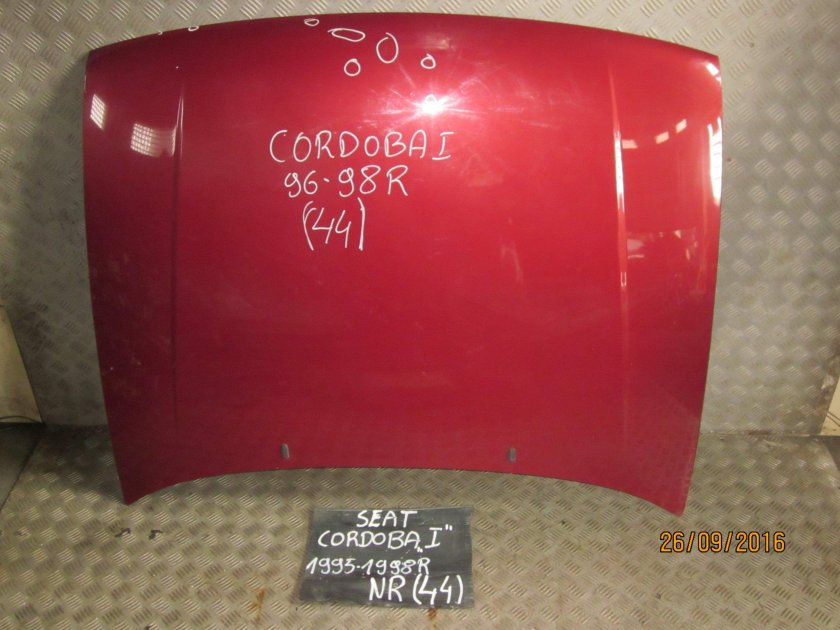 CORDOBA I
96-98R
(44)
SEAT
CORDOBA "I"
1995-1998R
NR (44)
26/09/2016